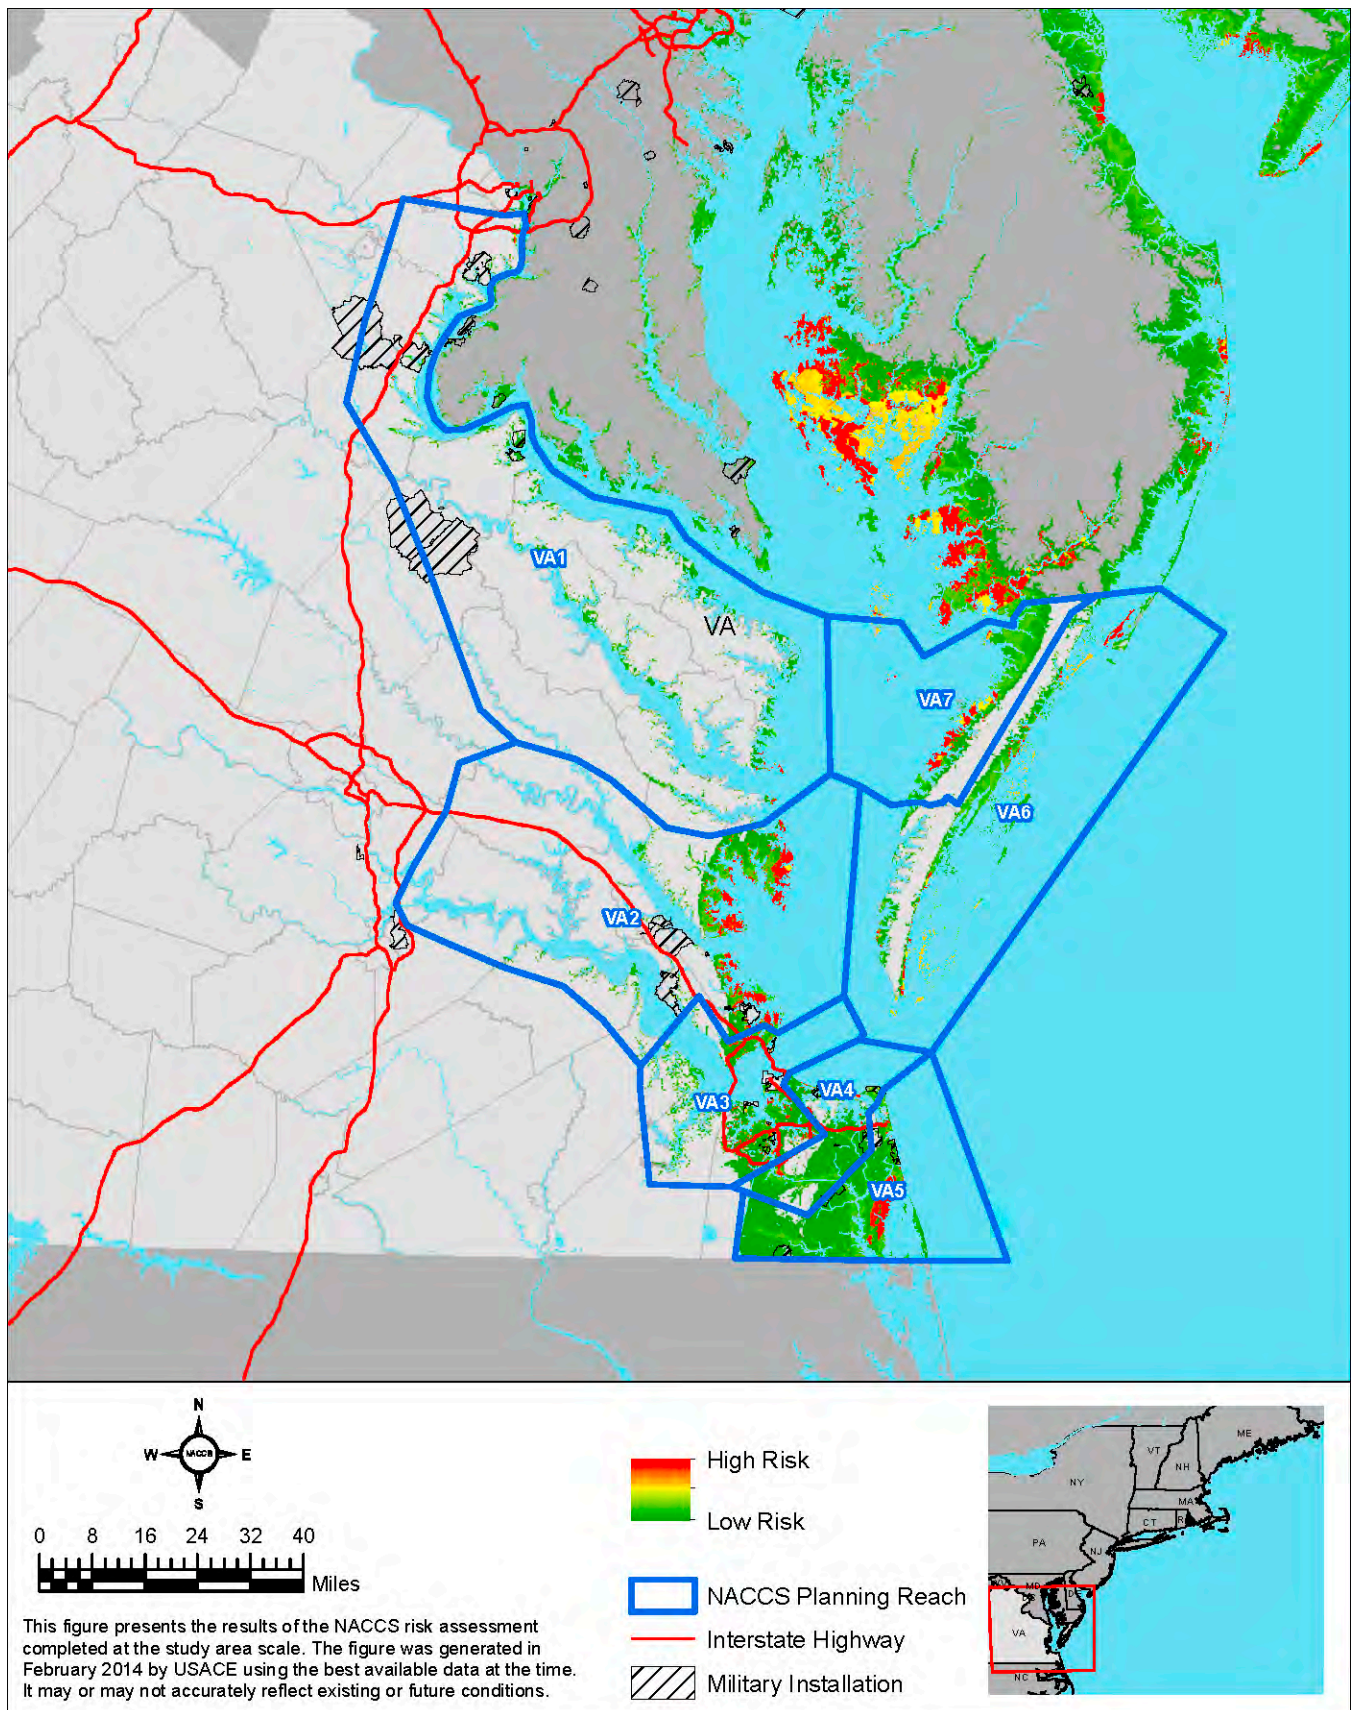 VA1
VA
VA7
VA6
VA2
VA4
VA3
VA5
N
W NACCS E
S
0 8 16 24 32 40
Miles
This figure presents the results of the NACCS risk assessment
completed at the study area scale. The figure was generated in
February 2014 by USACE using the best available data at the time.
It may or may not accurately reflect existing or future conditions.
High Risk
Low Risk
NACCS Planning Reach
Interstate Highway
Military Installation
ME
VT
NH
NY
MA
CT
PA
NJ
MD
VA
NC